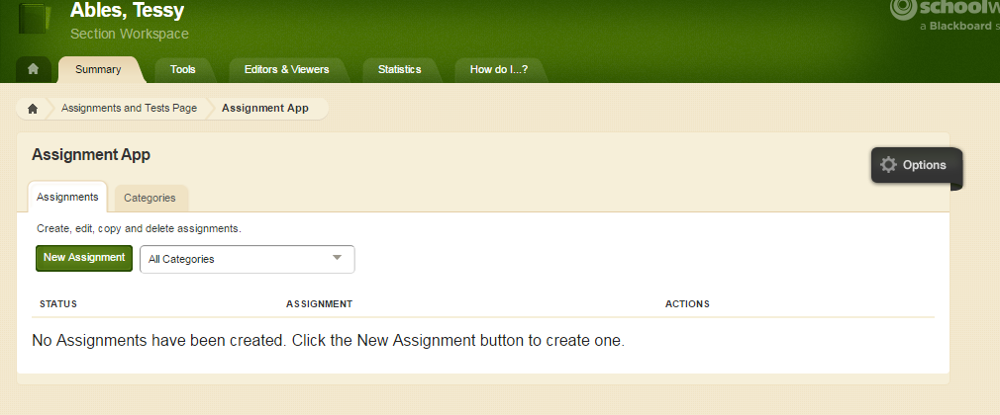 Ables, Tessy
Section Workspace
schoolw
a Blackboard s
Summary Tools Editors & Viewers Statistics How do I...?
Assignments and Tests Page Assignment App
Assignment App
Options
Assignments Categories
Create, edit, copy and delete assignments.
New Assignment All Categories
STATUS ASSIGNMENT ACTIONS
No Assignments have been created. Click the New Assignment button to create one.